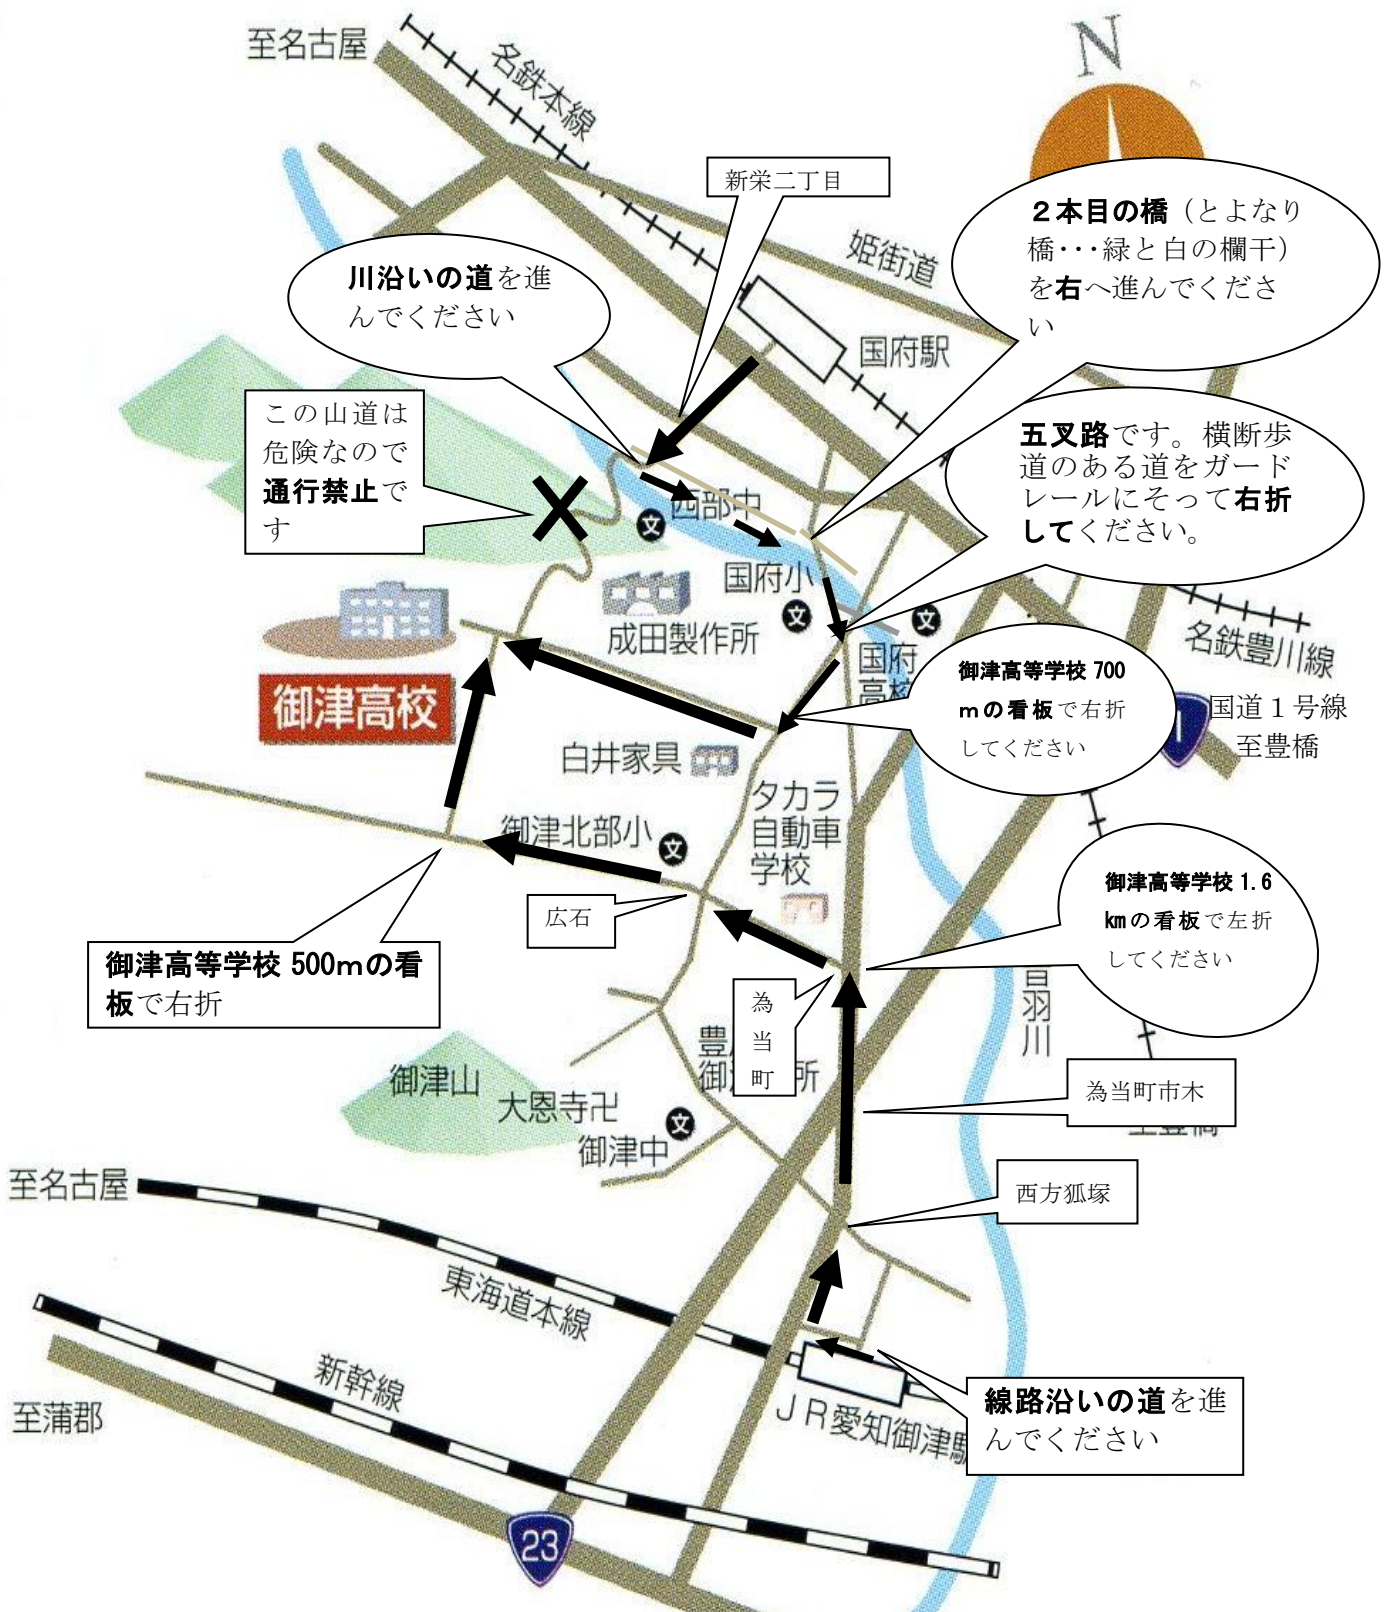 N
至名古屋
名鉄本線
新栄二丁目
２本目の橋（とよなり
橋･･･緑と白の欄干）
を右へ進んでくださ
い
姫街道
川沿いの道を進
んでください
国府駅
この山道は
危険なので
通行禁止で
す
五叉路です。横断歩
道のある道をガード
レールにそって右折
してください。
文
西部中
国府小
文
文
成田製作所
国府
高校
名鉄豊川線
御津高等学校 700
ｍの看板で右折
してください
1
国道１号線
至豊橋
御津高校
白井家具
タカラ
自動車
学校
御津北部小
文
御津高等学校 1.6
㎞の看板で左折
してください
広石
御津高等学校 500ｍの看
板で右折
為
当
町
音羽川
豊
御
所
御津山
大恩寺卍
御津中
文
為当町市木
至豊橋
西方狐塚
至名古屋
東海道本線
新幹線
至蒲郡
ＪＲ愛知御津駅
線路沿いの道を進
んでください
23